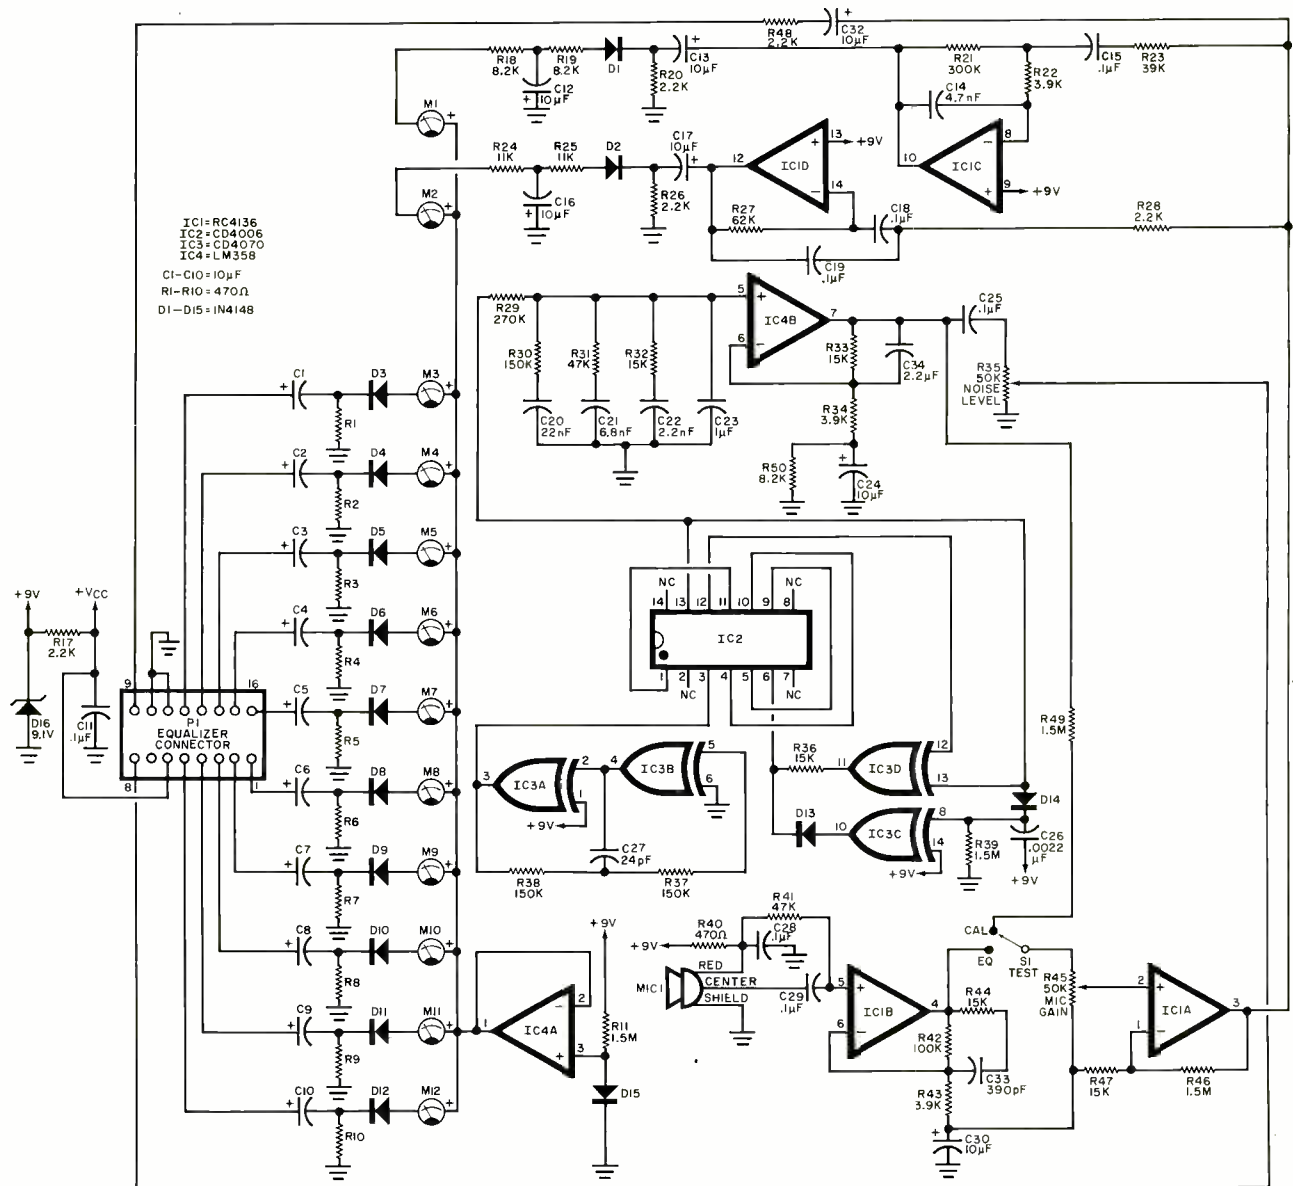 R48
2.2K
+
C32
10µF
R18
8.2K
R19
8.2K
D1
+
C13
10µF
R20
2.2K
R21
300K
R22
3.9K
+
C15
.1µF
R23
39K
C12
+ 10µF
C14
4.7nF
M1
+
8
−
IC1C
10
+
9
+9V
R24
11K
R25
11K
D2
C17
10µF
+
12
IC1D
+
13
+9V
−
14
C16
+ 10µF
R26
2.2K
M2
+
R27
62K
C18
.1µF
R28
2.2K
C19
.1µF
IC1=RC4136
IC2=CD4006
IC3=CD4070
IC4=LM358
C1-C10=10µF
R1-R10=470Ω
D1-D15=1N4148
R29
270K
R30
150K
R31
47K
R32
15K
C20
22nF
C21
6.8nF
C22
2.2nF
C23
1µF
5
+
IC4B
7
6
−
R33
15K
C34
2.2µF
C25
.1µF
R35
50K
NOISE
LEVEL
R34
3.9K
R50
8.2K
+
C24
10µF
C1
+
R1
D3
M3
+
C2
+
R2
D4
M4
+
C3
+
R3
D5
M5
+
C4
+
R4
D6
M6
+
C5
+
R5
D7
M7
+
C6
+
R6
D8
M8
+
C7
+
R7
D9
M9
+
C8
+
R8
D10
M10
+
C9
+
R9
D11
M11
+
C10
+
R10
D12
M12
+
+9V
+VCC
R17
2.2K
D16
9.1V
C11
.1µF
9
16
P1
EQUALIZER
CONNECTOR
8
1
NC
14 13 12 11 10 9 8
NC
IC2
1 2 3 4 5 6 7
NC
NC
R49
1.5M
3
IC3A
2
1
+9V
4
IC3B
5
6
C27
24pF
R38
150K
R37
150K
R36
15K
11
IC3D
12
13
D13
10
IC3C
8
14
+9V
R39
1.5M
D14
C26
.0022
µF
+9V
+9V
R11
1.5M
D15
1
IC4A
−
2
+
3
R40
470Ω
+9V
R41
47K
C28
.1µF
RED
MIC1
CENTER
SHIELD
C29
.1µF
5
+
IC1B
4
6
−
R44
15K
R42
100K
C33
390pF
R43
3.9K
+
C30
10µF
CAL
EQ
S1
TEST
R45
50K
MIC
GAIN
2
+
IC1A
3
1
−
R47
15K
R46
1.5M